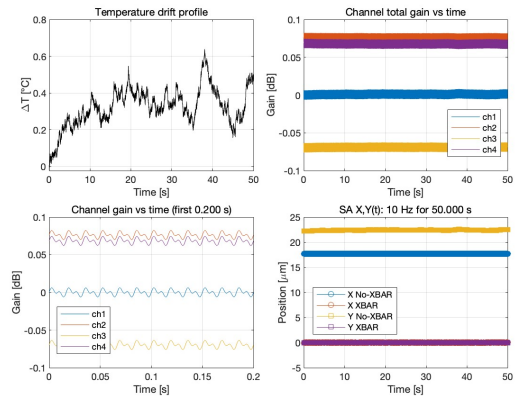 Temperature drift profile
0.8
0.6
0.4
0.2
0
ΔT [°C]
0 10 20 30 40 50
Time [s]
Channel total gain vs time
0.1
0.05
0
-0.05
-0.1
Gain [dB]
ch1
ch2
ch3
ch4
0 10 20 30 40 50
Time [s]
Channel gain vs time (first 0.200 s)
0.1
0.05
0
-0.05
-0.1
Gain [dB]
ch1
ch2
ch3
ch4
0 0.05 0.1 0.15 0.2
Time [s]
SA X,Y(t): 10 Hz for 50.000 s
25
20
15
10
5
0
-5
Position [μm]
X No-XBAR
X XBAR
Y No-XBAR
Y XBAR
0 10 20 30 40 50
Time [s]